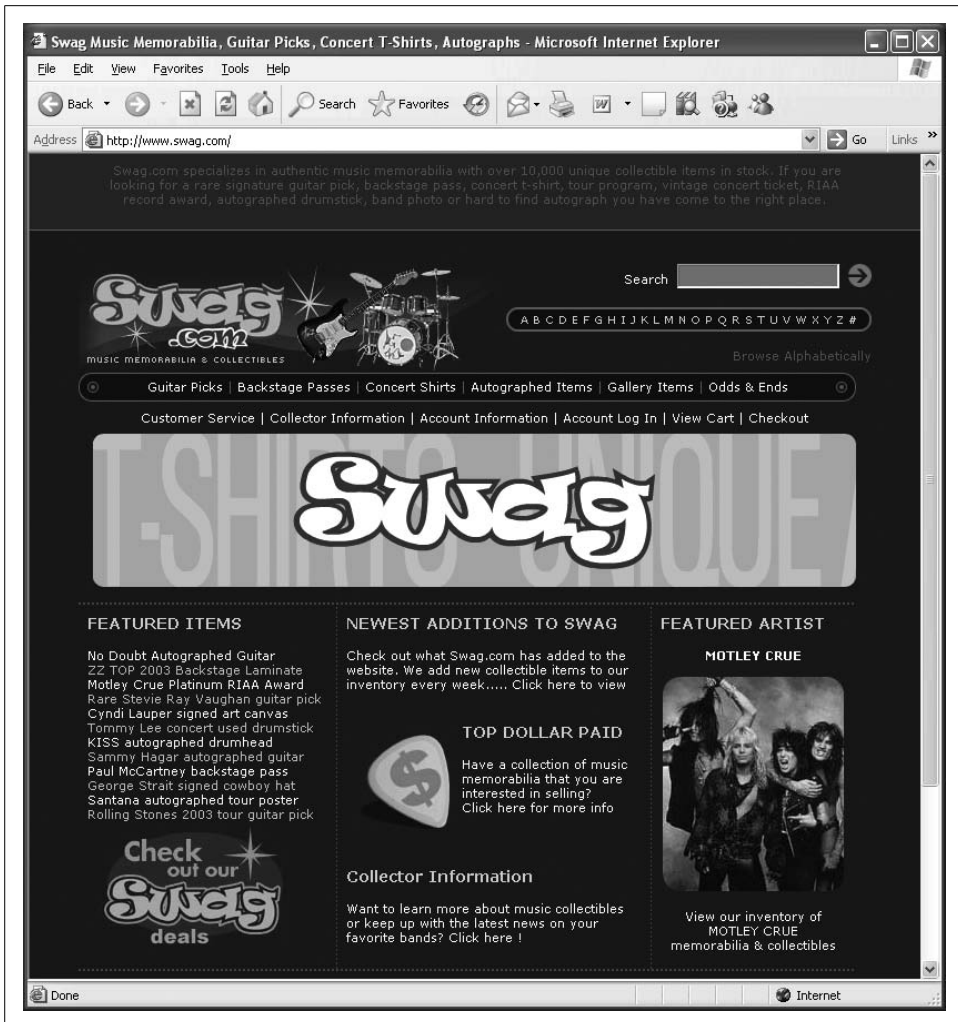 Swag Music Memorabilia, Guitar Picks, Concert T-Shirts, Autographs - Microsoft Internet Explorer
File Edit View Favorites Tools Help
Back Search Favorites
Address http://www.swag.com/ Go Links »
Swag.com specializes in authentic music memorabilia with over 10,000 unique collectible items in stock. If you are
looking for a rare signature guitar pick, backstage pass, concert t-shirt, tour program, vintage concert ticket, RIAA
record award, autographed drumstick, band photo or hard to find autograph you have come to the right place.
Swag
.com
MUSIC MEMORABILIA & COLLECTIBLES
Search
A B C D E F G H I J K L M N O P Q R S T U V W X Y Z #
Browse Alphabetically
Guitar Picks | Backstage Passes | Concert Shirts | Autographed Items | Gallery Items | Odds & Ends
Customer Service | Collector Information | Account Information | Account Log In | View Cart | Checkout
T-SHIRTS UNIQUE A
Swag
FEATURED ITEMS
No Doubt Autographed Guitar
ZZ TOP 2003 Backstage Laminate
Motley Crue Platinum RIAA Award
Rare Stevie Ray Vaughan guitar pick
Cyndi Lauper signed art canvas
Tommy Lee concert used drumstick
KISS autographed drumhead
Sammy Hagar autographed guitar
Paul McCartney backstage pass
George Strait signed cowboy hat
Santana autographed tour poster
Rolling Stones 2003 tour guitar pick
Check
out our
Swag
deals
NEWEST ADDITIONS TO SWAG
Check out what Swag.com has added to the
website. We add new collectible items to our
inventory every week..... Click here to view
$
TOP DOLLAR PAID
Have a collection of music
memorabilia that you are
interested in selling?
Click here for more info
Collector Information
Want to learn more about music collectibles
or keep up with the latest news on your
favorite bands? Click here !
FEATURED ARTIST
MOTLEY CRUE
View our inventory of
MOTLEY CRUE
memorabilia & collectibles
Done Internet